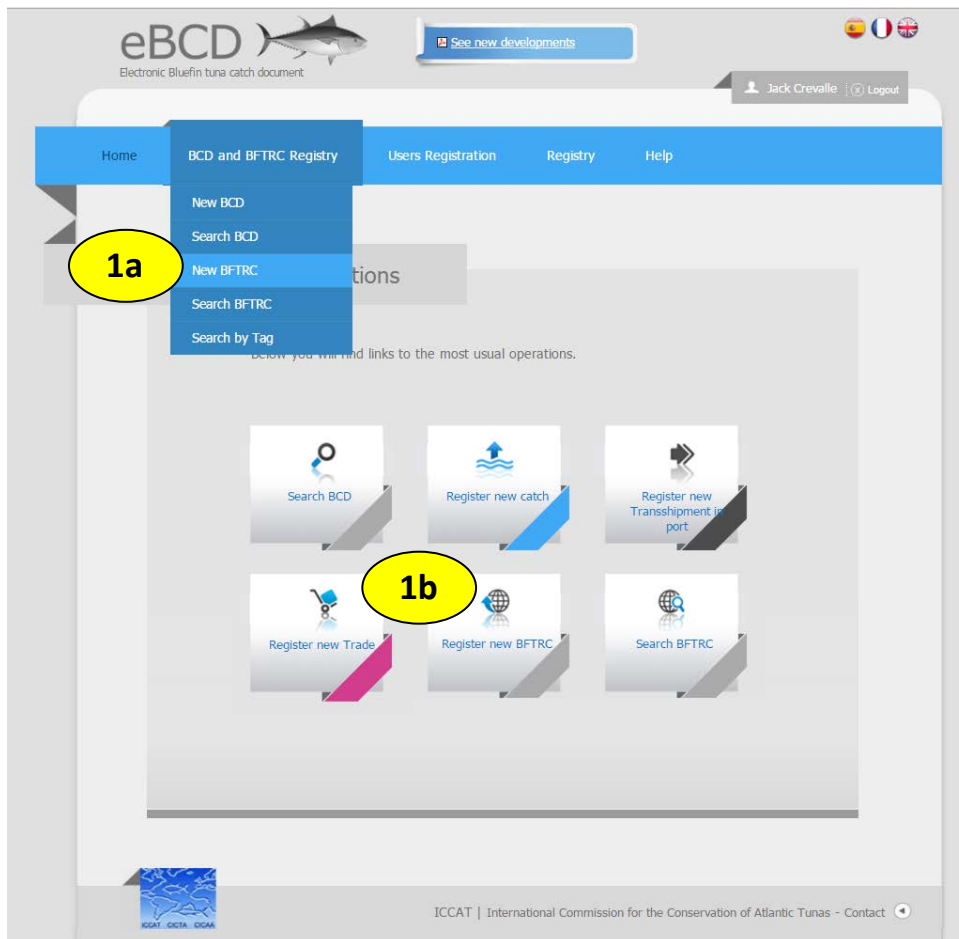 eBCD
Electronic Bluefin tuna catch document
See new developments
Jack Crevalle
Logout
Home
BCD and BFTRC Registry
Users Registration
Registry
Help
New BCD
Search BCD
1a
New BFTRC
tions
Search BFTRC
Search by Tag
Below you will find links to the most usual operations.
Search BCD
Register new catch
Register new
Transshipment in
port
1b
Register new Trade
Register new BFTRC
Search BFTRC
ICCAT CICTA CICAA
ICCAT | International Commission for the Conservation of Atlantic Tunas - Contact